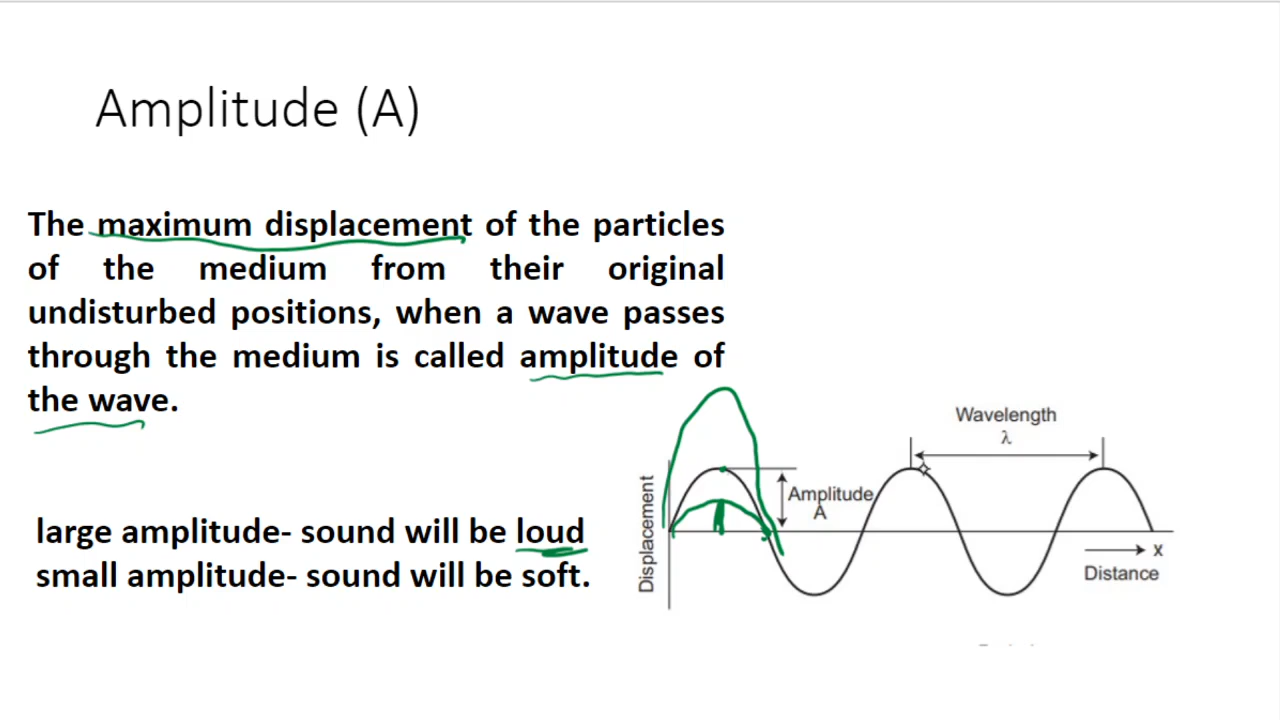 Amplitude (A)
The maximum displacement of the particles
of the medium from their original
undisturbed positions, when a wave passes
through the medium is called amplitude of
the wave.
large amplitude- sound will be loud
small amplitude- sound will be soft.
Wavelength
λ
Displacement
Amplitude
A
x
Distance